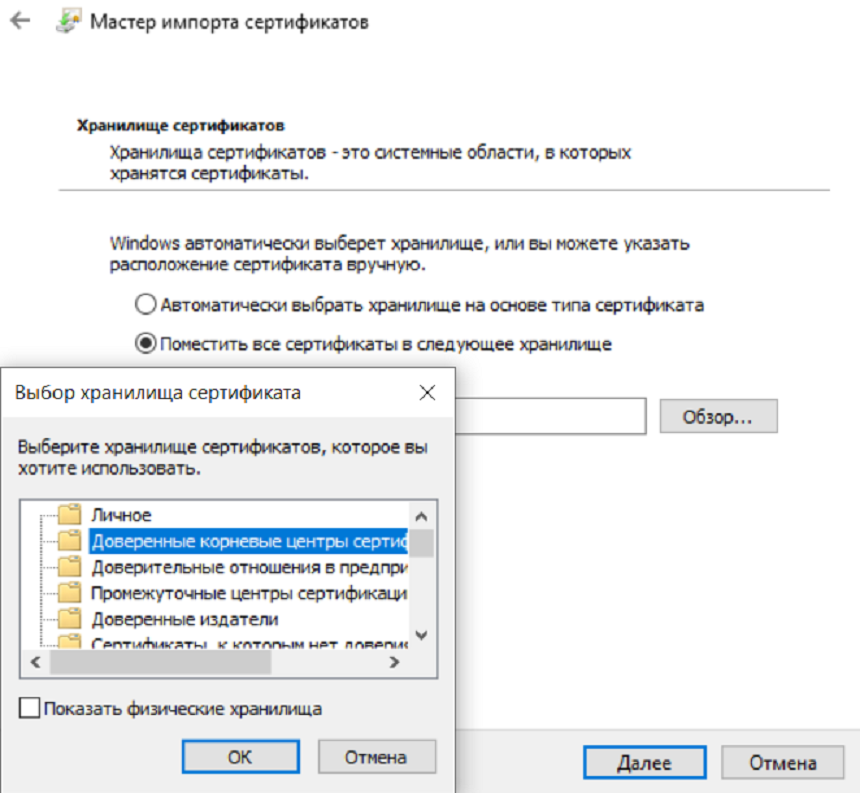 Мастер импорта сертификатов
Хранилище сертификатов
Хранилища сертификатов - это системные области, в которых
хранятся сертификаты.
Windows автоматически выберет хранилище, или вы можете указать
расположение сертификата вручную.
Автоматически выбрать хранилище на основе типа сертификата
Поместить все сертификаты в следующее хранилище
Обзор...
Выбор хранилища сертификата
Выберите хранилище сертификатов, которое вы
хотите использовать.
Личное
Доверенные корневые центры сертиф
Доверительные отношения в предпри
Промежуточные центры сертификаци
Доверенные издатели
Сертификаты, к которым нет доверия
Показать физические хранилища
ОК
Отмена
Далее
Отмена